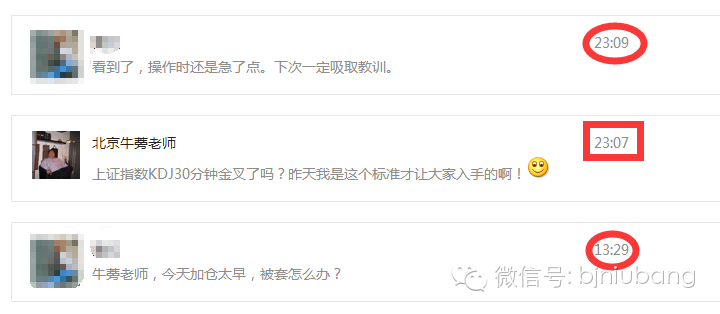 23:09
看到了，操作时还是急了点。下次一定吸取教训。
北京牛蒡老师
23:07
上证指数KDJ30分钟金叉了吗？昨天我是这个标准才让大家入手的啊！
13:29
牛蒡老师，今天加仓太早，被套怎么办？
微信号: bjniubang